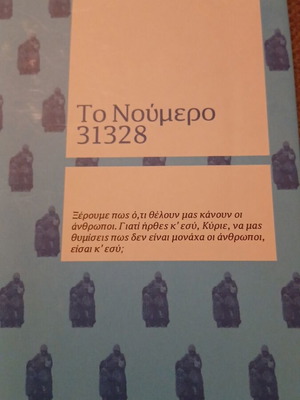 Το Νούμερο
31328
Ξέρουμε πως ό,τι θέλουν μας κάνουν οι
άνθρωποι. Γιατί ήρθες κ' εσύ, Κύριε, να μας
θυμίσεις πως δεν είναι μονάχα οι άνθρωποι,
είσαι κ' εσύ;